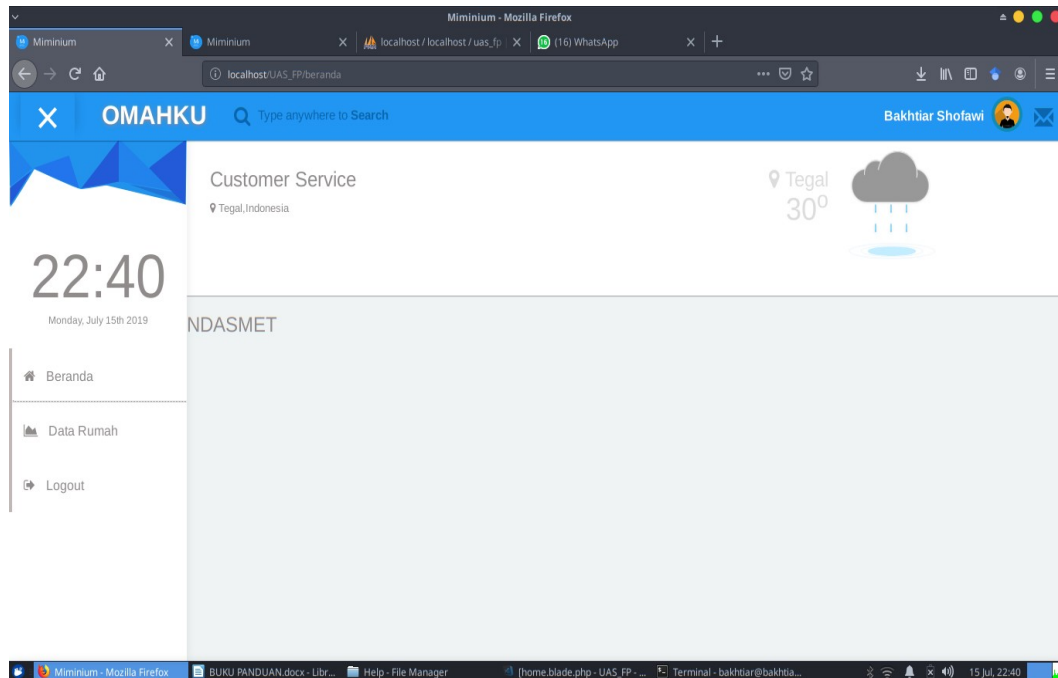 Miminium - Mozilla Firefox
Miminium
Miminium
localhost / localhost / uas_fp
(16) WhatsApp
localhost/UAS_FP/beranda
OMAHKU
Type anywhere to Search
Bakhtiar Shofawi
Customer Service
Tegal,Indonesia
Tegal
30⁰
22:40
Monday, July 15th 2019
NDASMET
Beranda
Data Rumah
Logout
Miminium - Mozilla Firefox
BUKU PANDUAN.docx - Libr...
Help - File Manager
[home.blade.php - UAS_FP - ...
Terminal - bakhtiar@bakhtia...
15 Jul, 22:40